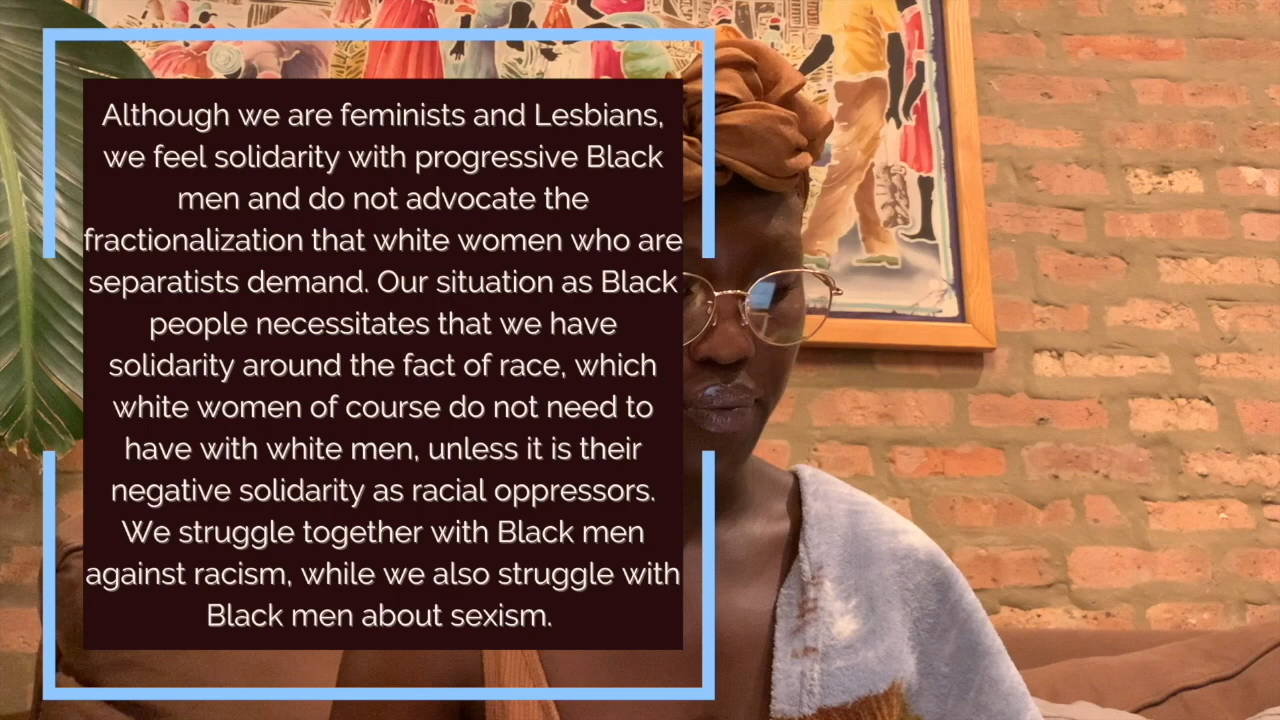 Although we are feminists and Lesbians,
we feel solidarity with progressive Black
men and do not advocate the
fractionalization that white women who are
separatists demand. Our situation as Black
people necessitates that we have
solidarity around the fact of race, which
white women of course do not need to
have with white men, unless it is their
negative solidarity as racial oppressors.
We struggle together with Black men
against racism, while we also struggle with
Black men about sexism.